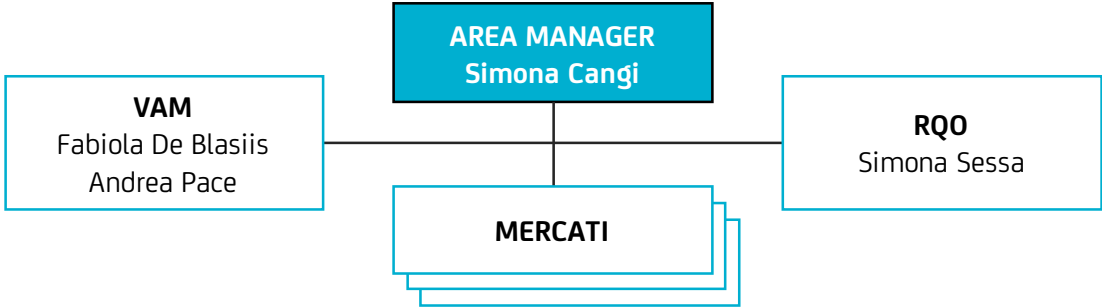 AREA MANAGER
Simona Cangi
VAM
Fabiola De Blasiis
Andrea Pace
RQO
Simona Sessa
MERCATI